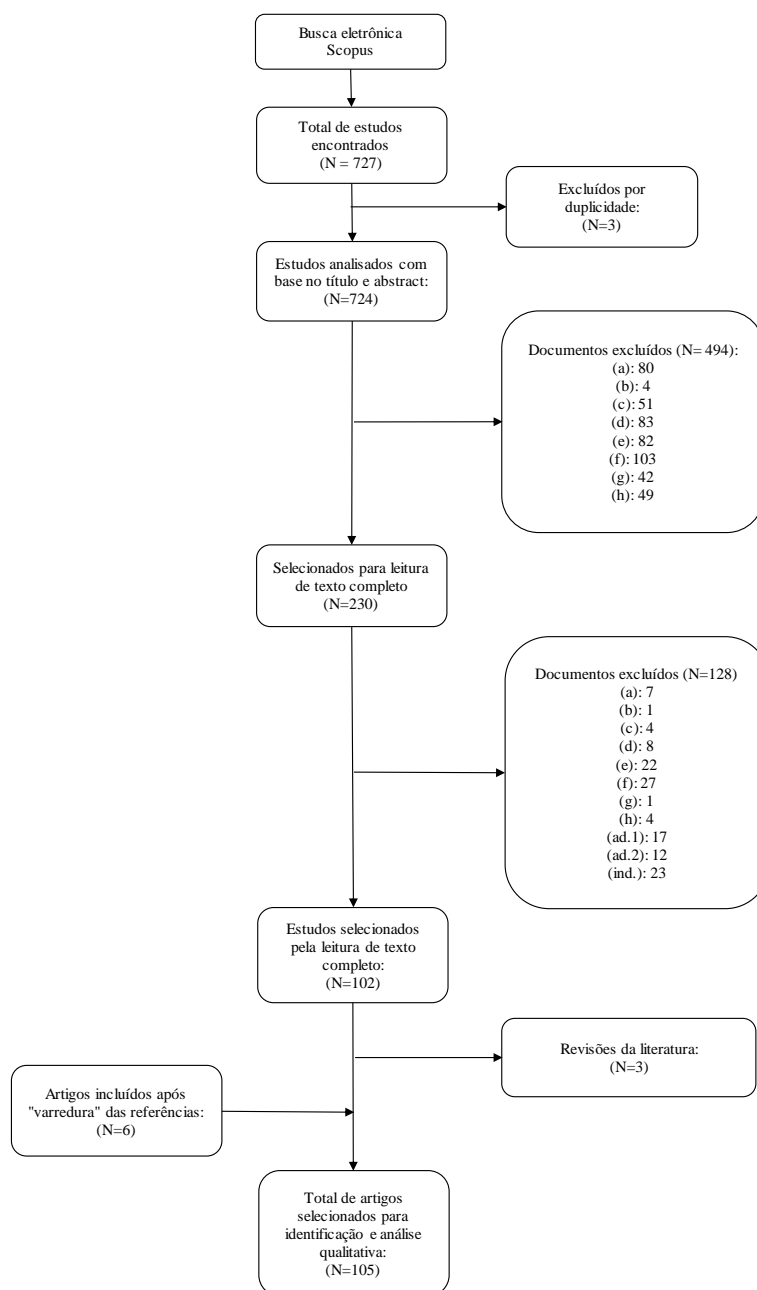 Busca eletrônica
Scopus
Total de estudos
encontrados
(N = 727)
Excluídos por
duplicidade:
(N=3)
Estudos analisados com
base no título e abstract:
(N=724)
Documentos excluídos (N= 494):
(a): 80
(b): 4
(c): 51
(d): 83
(e): 82
(f): 103
(g): 42
(h): 49
Selecionados para leitura
de texto completo
(N=230)
Documentos excluídos (N=128)
(a): 7
(b): 1
(c): 4
(d): 8
(e): 22
(f): 27
(g): 1
(h): 4
(ad.1): 17
(ad.2): 12
(ind.): 23
Estudos selecionados
pela leitura de texto
completo:
(N=102)
Revisões da literatura:
(N=3)
Artigos incluídos após
"varredura" das referências:
(N=6)
Total de artigos
selecionados para
identificação e análise
qualitativa:
(N=105)